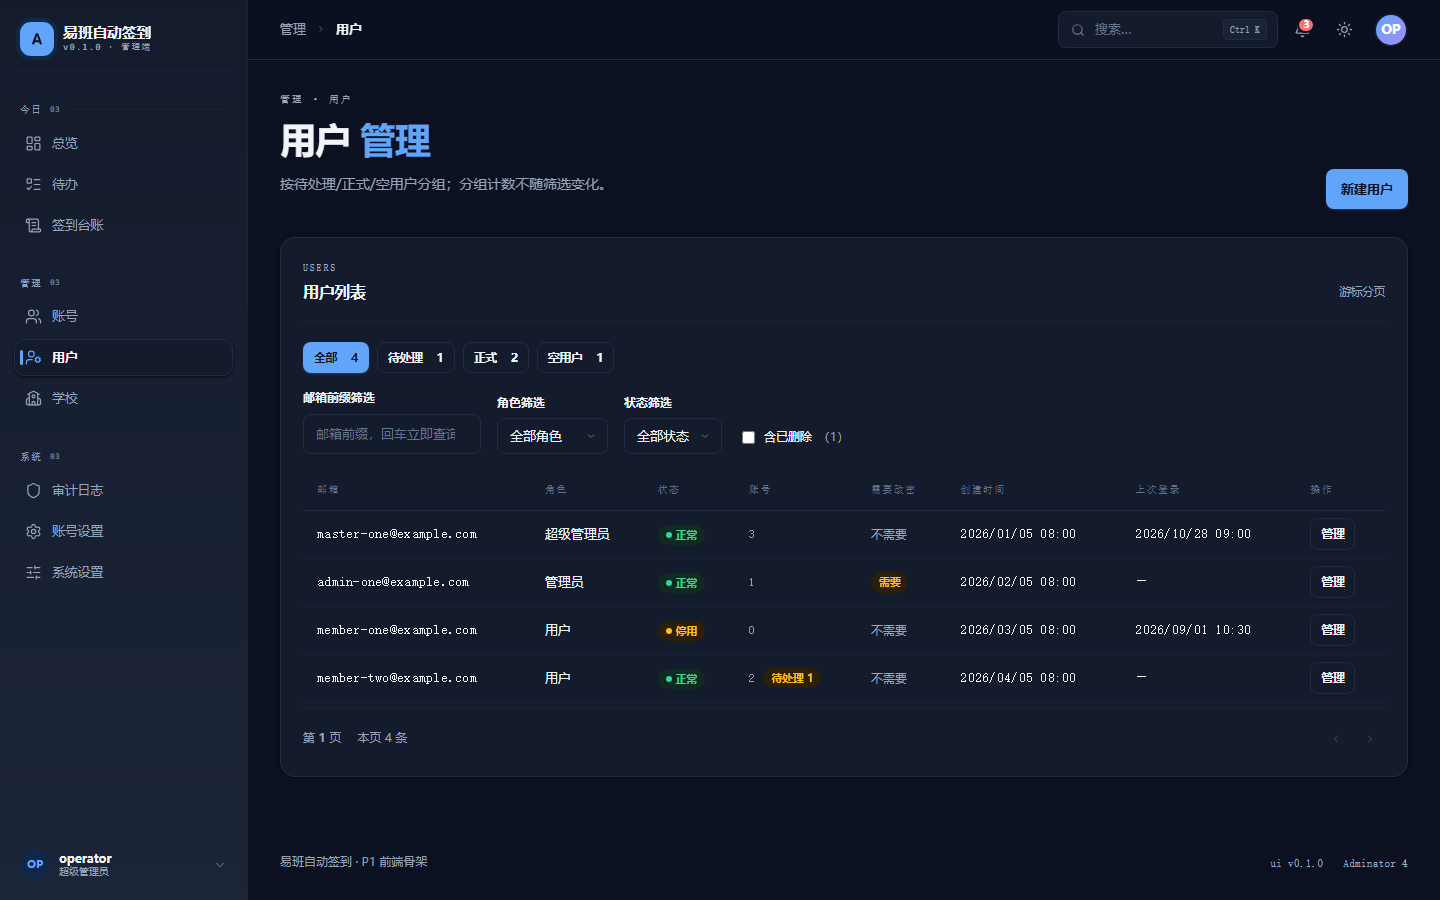 A
易班自动签到
v0.1.0 · 管理端
今日 03
总览
待办
签到台账
管理 03
账号
用户
学校
系统 03
审计日志
账号设置
系统设置
OP
operator
超级管理员
管理 › 用户
搜索...
Ctrl K
3
OP
管理 · 用户
用户 管理
按待处理/正式/空用户分组；分组计数不随筛选变化。
新建用户
USERS
用户列表
游标分页
全部 4 待处理 1 正式 2 空用户 1
邮箱前缀筛选 角色筛选 状态筛选
邮箱前缀，回车立即查询 全部角色 全部状态 含已删除 (1)
邮箱 角色 状态 账号 需要改密 创建时间 上次登录 操作
master-one@example.com 超级管理员 正常 3 不需要 2026/01/05 08:00 2026/10/28 09:00 管理
admin-one@example.com 管理员 正常 1 需要 2026/02/05 08:00 — 管理
member-one@example.com 用户 停用 0 不需要 2026/03/05 08:00 2026/09/01 10:30 管理
member-two@example.com 用户 正常 2 待处理 1 不需要 2026/04/05 08:00 — 管理
第 1 页 本页 4 条
易班自动签到 · P1 前端骨架
ui v0.1.0 Adminator 4